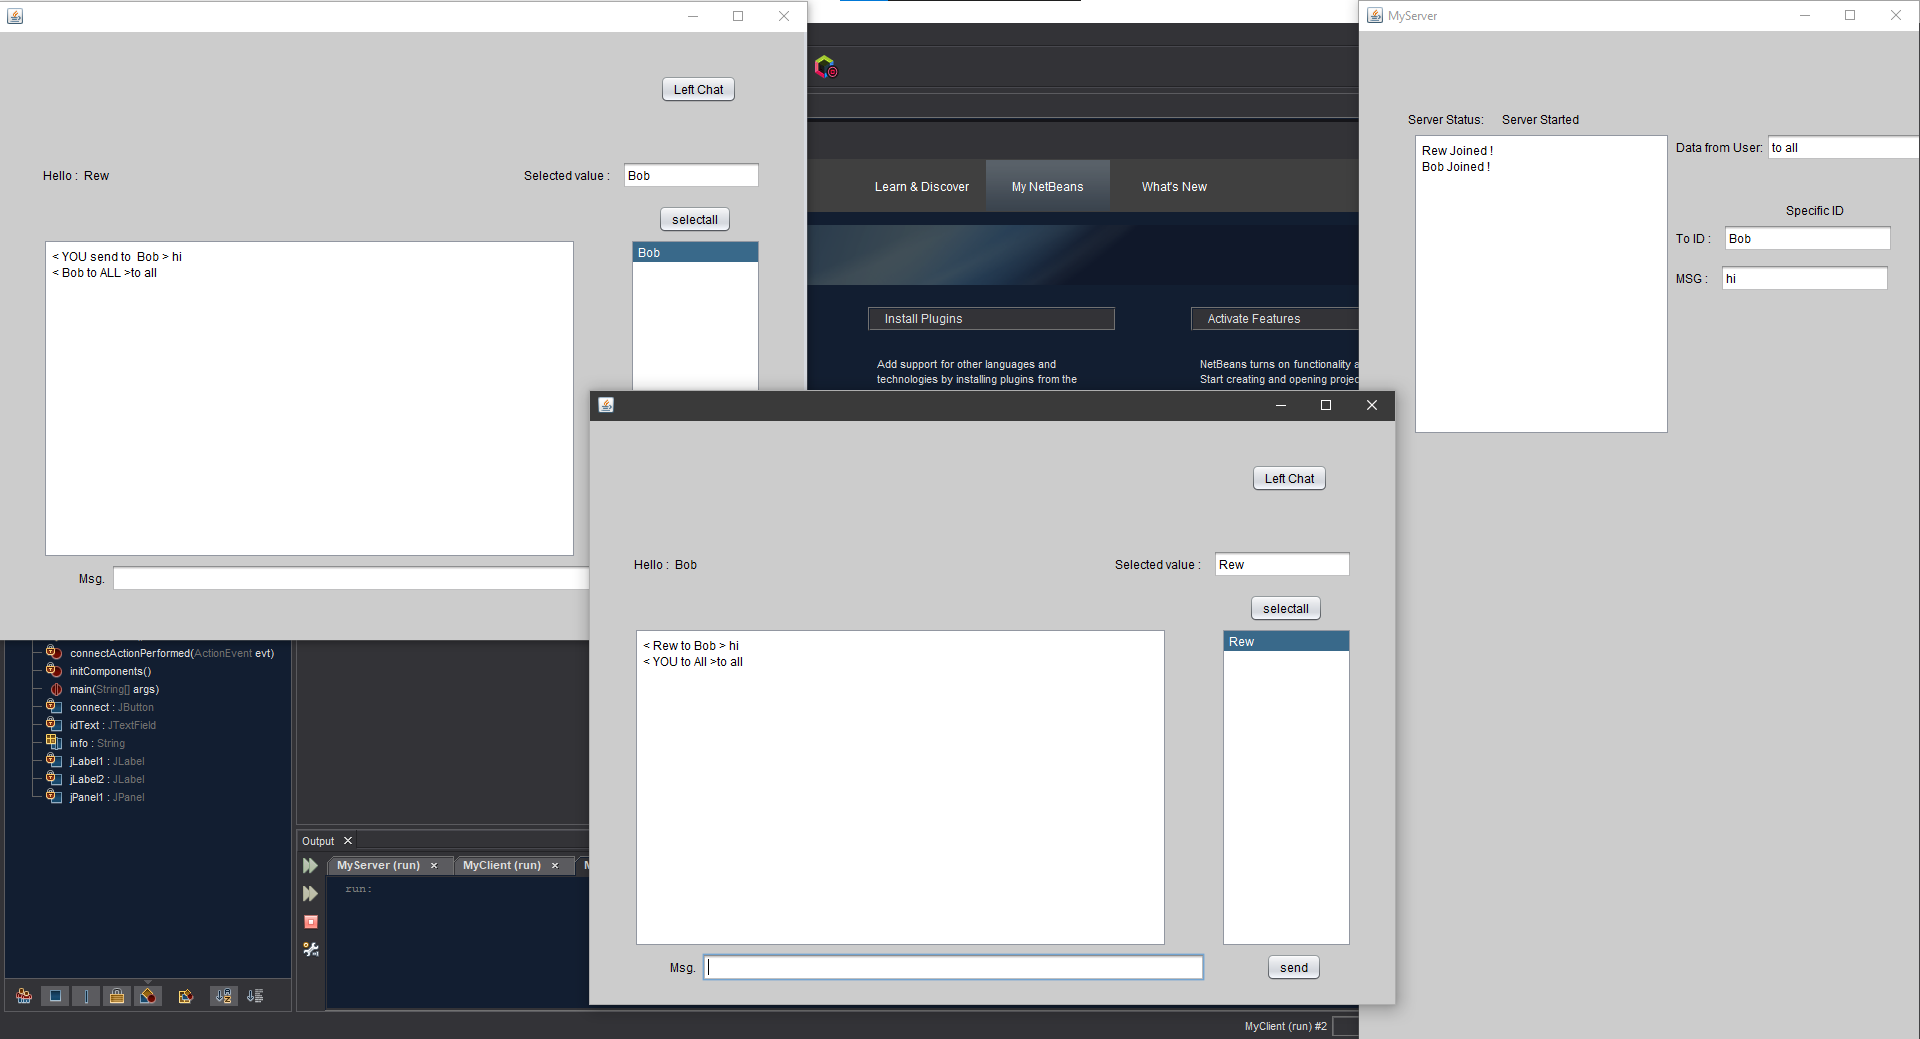 Left Chat
Hello :  Rew
Selected value :
Bob
selectall
< YOU send to  Bob > hi
< Bob to ALL >to all
Bob
Msg.
Learn & Discover
My NetBeans
What's New
Install Plugins
Activate Features
Add support for other languages and
technologies by installing plugins from the
NetBeans turns on functionality a
Start creating and opening projec
MyServer
Server Status:
Server Started
Rew Joined !
Bob Joined !
Data from User:
to all
Specific ID
To ID :
Bob
MSG :
hi
Left Chat
Hello :  Bob
Selected value :
Rew
selectall
< Rew to Bob > hi
< YOU to All >to all
Rew
Msg.
send
connectActionPerformed(ActionEvent evt)
initComponents()
main(String[] args)
connect : JButton
idText : JTextField
info : String
jLabel1 : JLabel
jLabel2 : JLabel
jPanel1 : JPanel
Output
MyServer (run)
MyClient (run)
run:
MyClient (run) #2